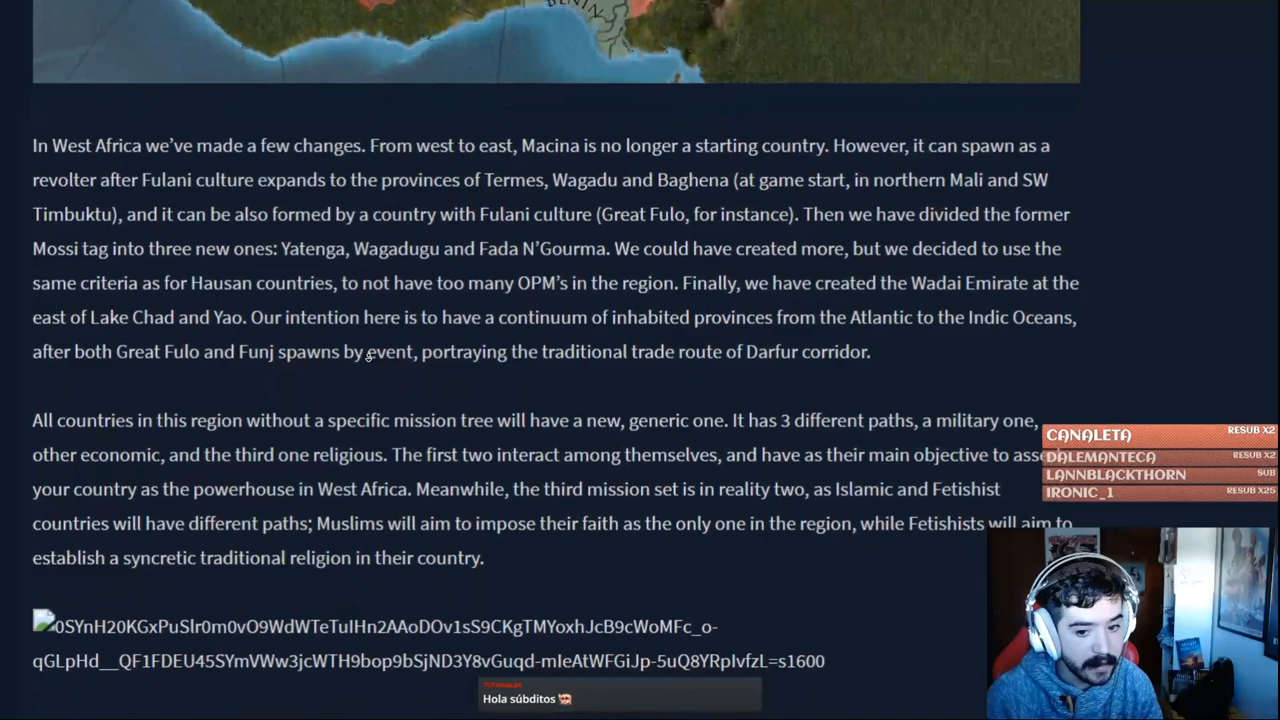 BENIN
In West Africa we’ve made a few changes. From west to east, Macina is no longer a starting country. However, it can spawn as a
revolter after Fulani culture expands to the provinces of Termes, Wagadu and Baghena (at game start, in northern Mali and SW
Timbuktu), and it can be also formed by a country with Fulani culture (Great Fulo, for instance). Then we have divided the former
Mossi tag into three new ones: Yatenga, Wagadugu and Fada N’Gourma. We could have created more, but we decided to use the
same criteria as for Hausan countries, to not have too many OPM’s in the region. Finally, we have created the Wadai Emirate at the
east of Lake Chad and Yao. Our intention here is to have a continuum of inhabited provinces from the Atlantic to the Indic Oceans,
after both Great Fulo and Funj spawns by event, portraying the traditional trade route of Darfur corridor.
All countries in this region without a specific mission tree will have a new, generic one. It has 3 different paths, a military one,
other economic, and the third one religious. The first two interact among themselves, and have as their main objective to
your country as the powerhouse in West Africa. Meanwhile, the third mission set is in reality two, as Islamic and Fetishist
countries will have different paths; Muslims will aim to impose their faith as the only one in the region, while Fetishists will aim to
establish a syncretic traditional religion in their country.
CANALETA RESUB X2
DALEMANTECA RESUB X2
LANNBLACKTHORN SUB
IRONIC_1 RESUB X25
0SYnH20KGxPuSlr0m0vO9WdWTeTuIHn2AAoDOv1sS9CKgTMYoxhJcB9cWoMFc_o-
qGLpHd__QF1FDEU45SYmVWw3jcWTH9bop9bSjND3Y8vGuqd-mIeAtWFGiJp-5uQ8YRpIvfzL=s1600
Hola súbditos